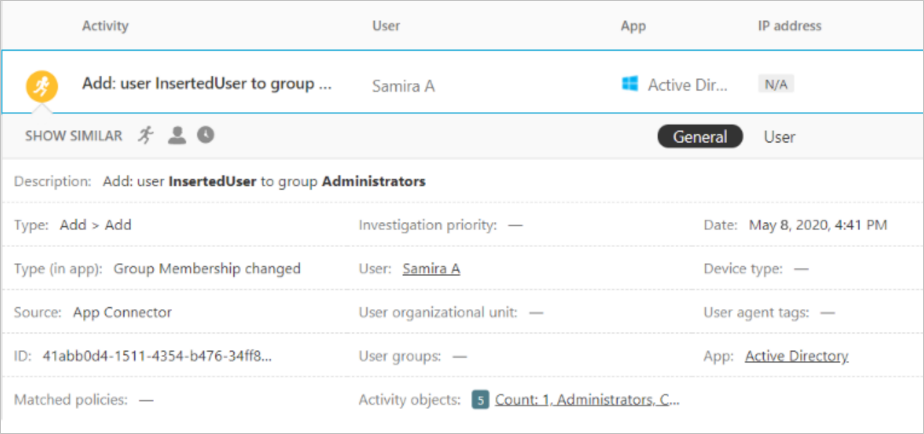 Activity User App IP address
Add: user InsertedUser to group ... Samira A Active Dir... N/A
SHOW SIMILAR General User
Description: Add: user InsertedUser to group Administrators
Type: Add > Add Investigation priority: — Date: May 8, 2020, 4:41 PM
Type (in app): Group Membership changed User: Samira A Device type: —
Source: App Connector User organizational unit: — User agent tags: —
ID: 41abb0d4-1511-4354-b476-34ff8... User groups: — App: Active Directory
Matched policies: — Activity objects: 5 Count: 1, Administrators, C...